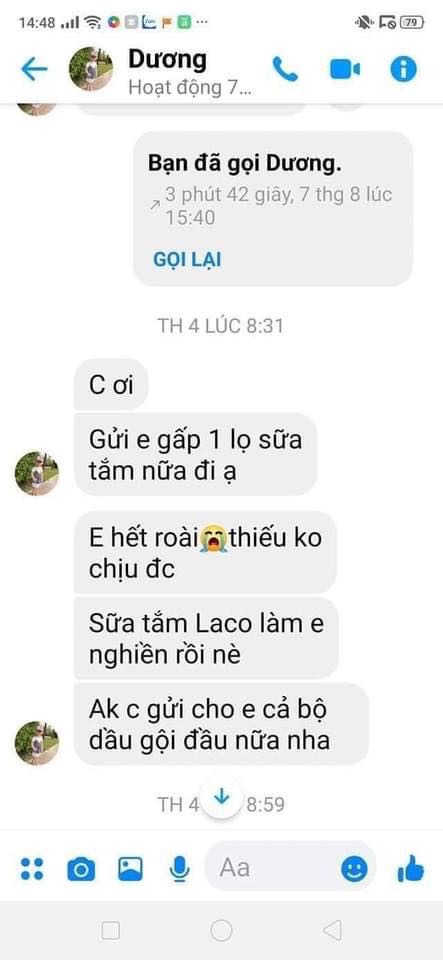 14:48
79
Dương
Hoạt động 7...
Bạn đã gọi Dương.
3 phút 42 giây, 7 thg 8 lúc
15:40
GỌI LẠI
TH 4 LÚC 8:31
C ơi
Gửi e gấp 1 lọ sữa
tắm nữa đi ạ
E hết roài😭thiếu ko
chịu đc
Sữa tắm Laco làm e
nghiền rồi nè
Ak c gửi cho e cả bộ
dầu gội đầu nữa nha
TH 4 8:59
Aa